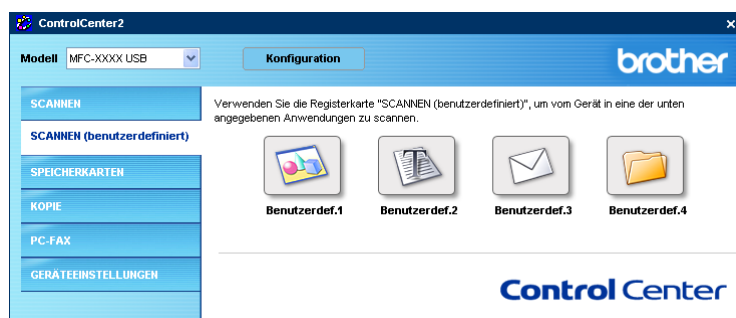 ControlCenter2
Modell MFC-XXXX USB Konfiguration brother
SCANNEN
SCANNEN (benutzerdefiniert)
SPEICHERKARTEN
KOPIE
PC-FAX
GERÄTEEINSTELLUNGEN
Verwenden Sie die Registerkarte "SCANNEN (benutzerdefiniert)", um vom Gerät in eine der unten
angegebenen Anwendungen zu scannen.
Benutzerdef.1 Benutzerdef.2 Benutzerdef.3 Benutzerdef.4
Control Center